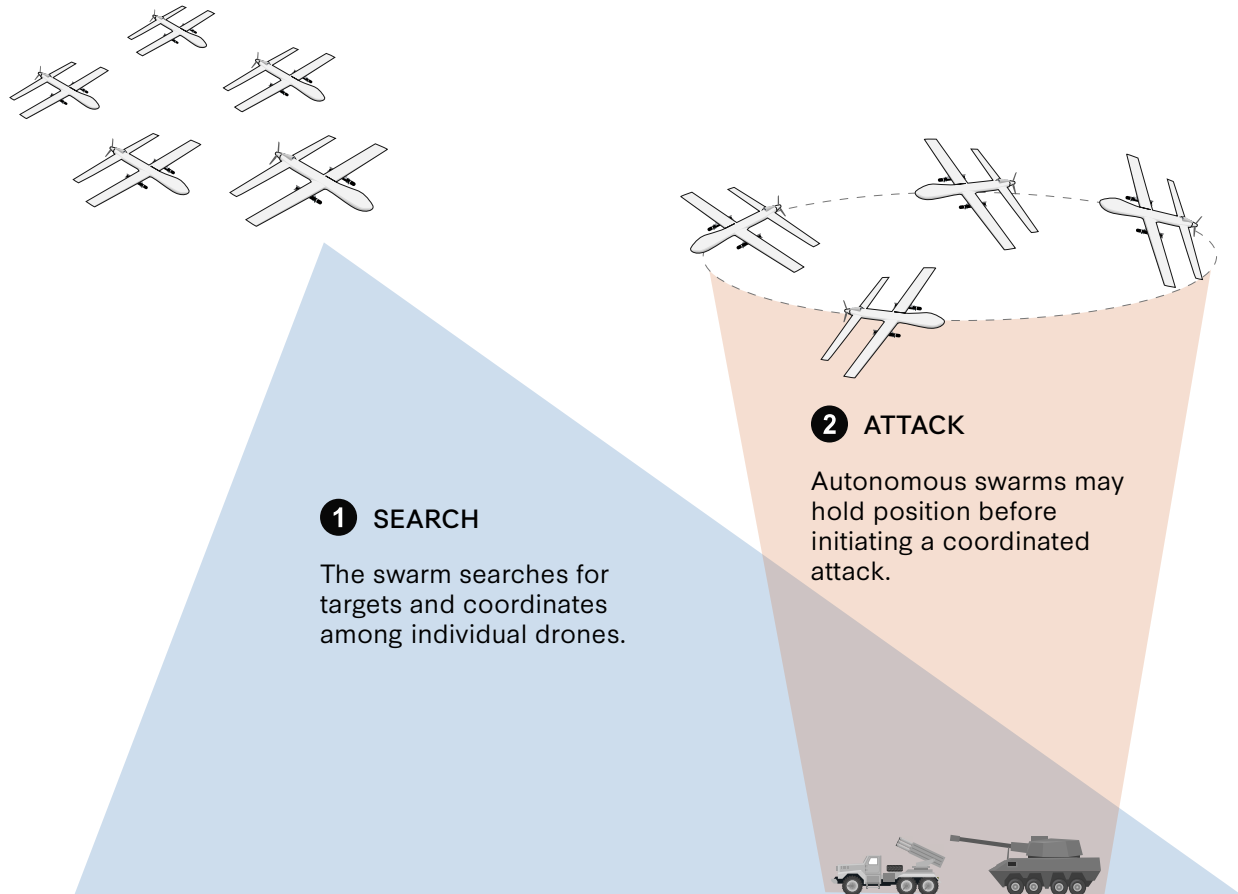 1 SEARCH
The swarm searches for
targets and coordinates
among individual drones.
2 ATTACK
Autonomous swarms may
hold position before
initiating a coordinated
attack.